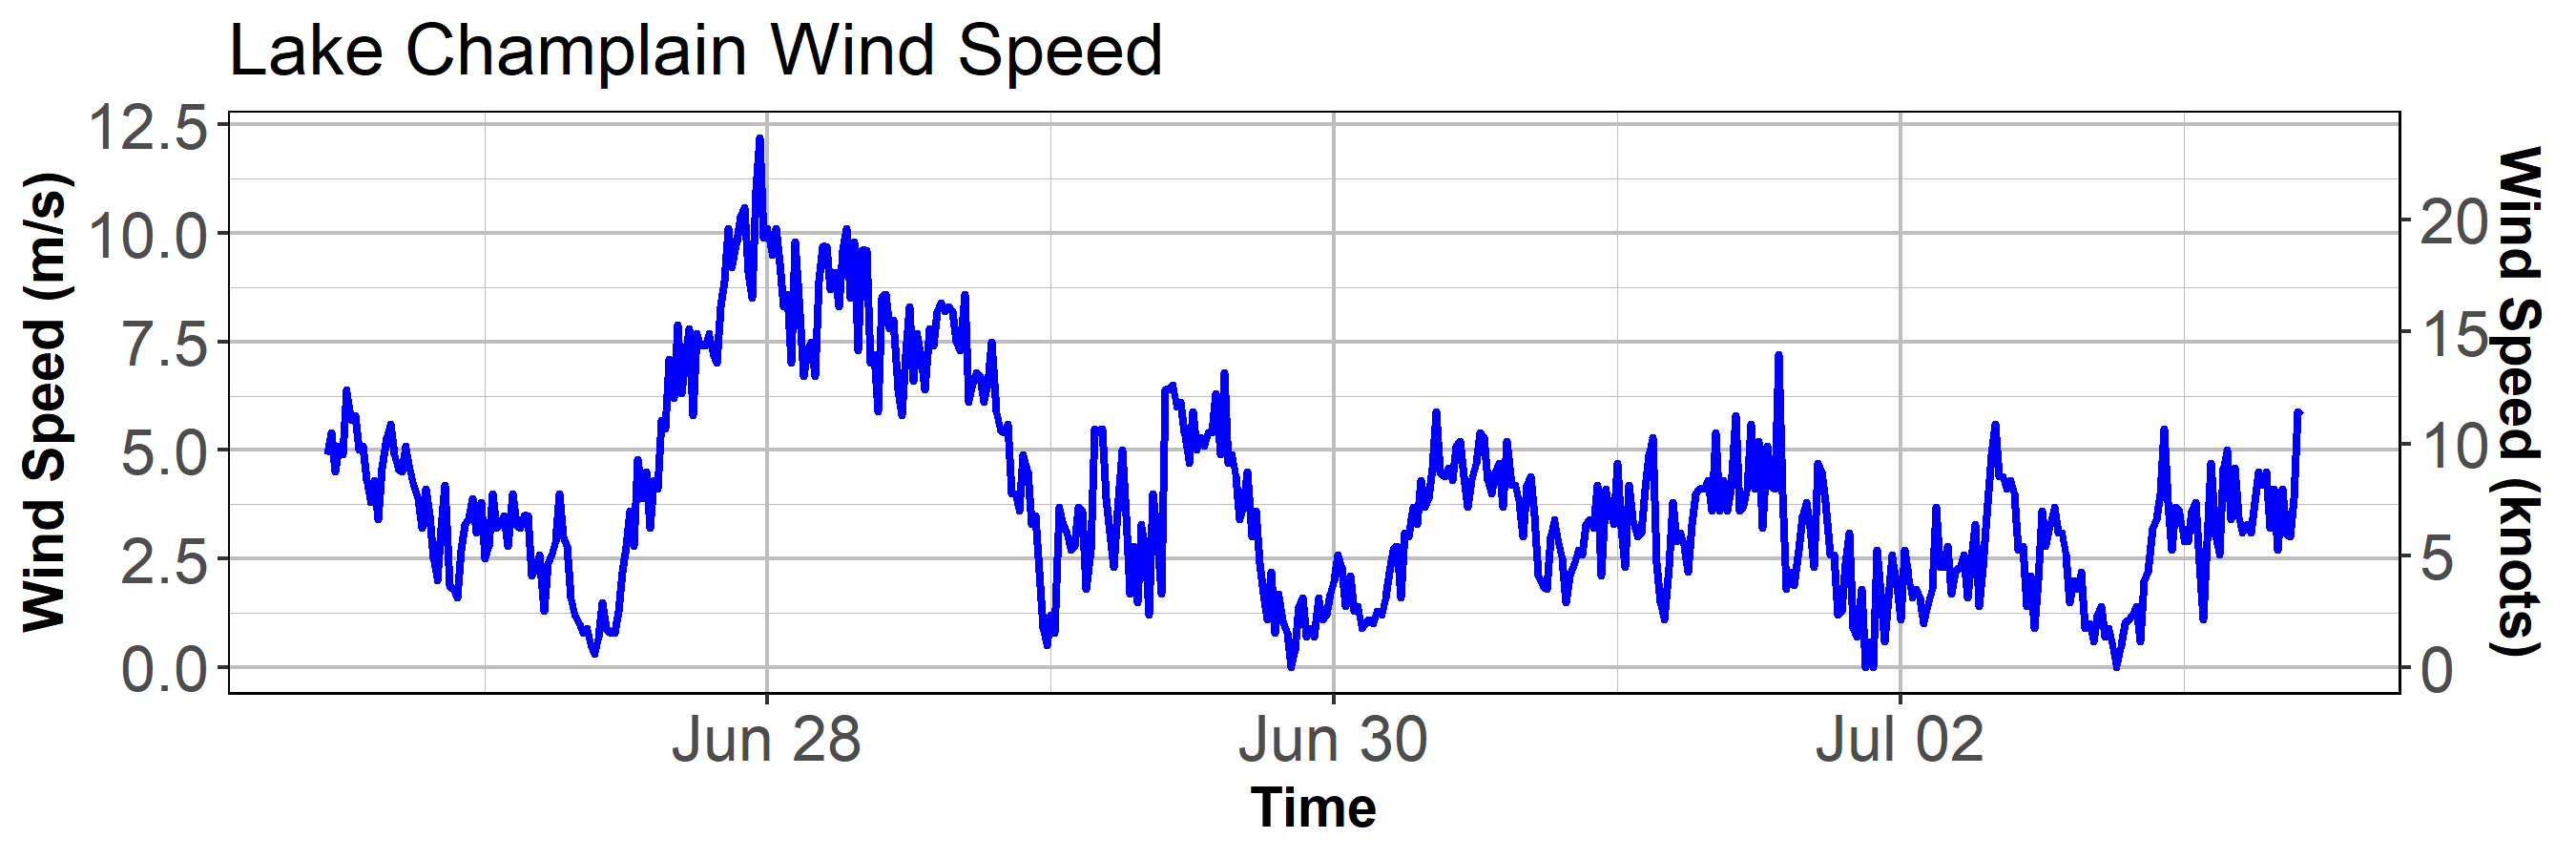 Lake Champlain Wind Speed
Wind Speed (m/s)
12.5
10.0
7.5
5.0
2.5
0.0
Wind Speed (knots)
20
15
10
5
0
Jun 28
Jun 30
Jul 02
Time